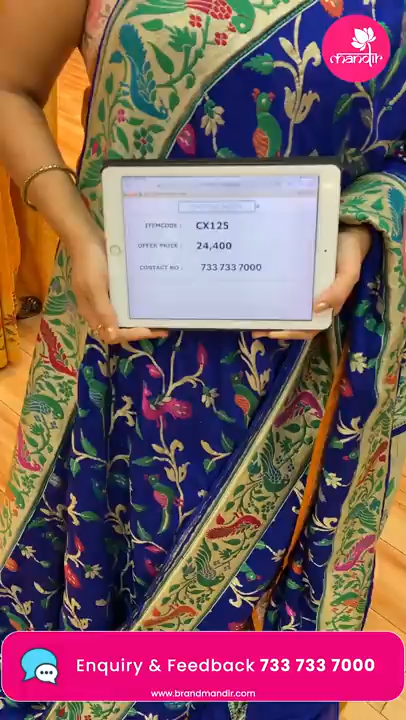 mandir
ITEMCODE : CX125
OFFER PRICE : 24,400
CONTACT NO : 733 733 7000
Enquiry & Feedback 733 733 7000
www.brandmandir.com